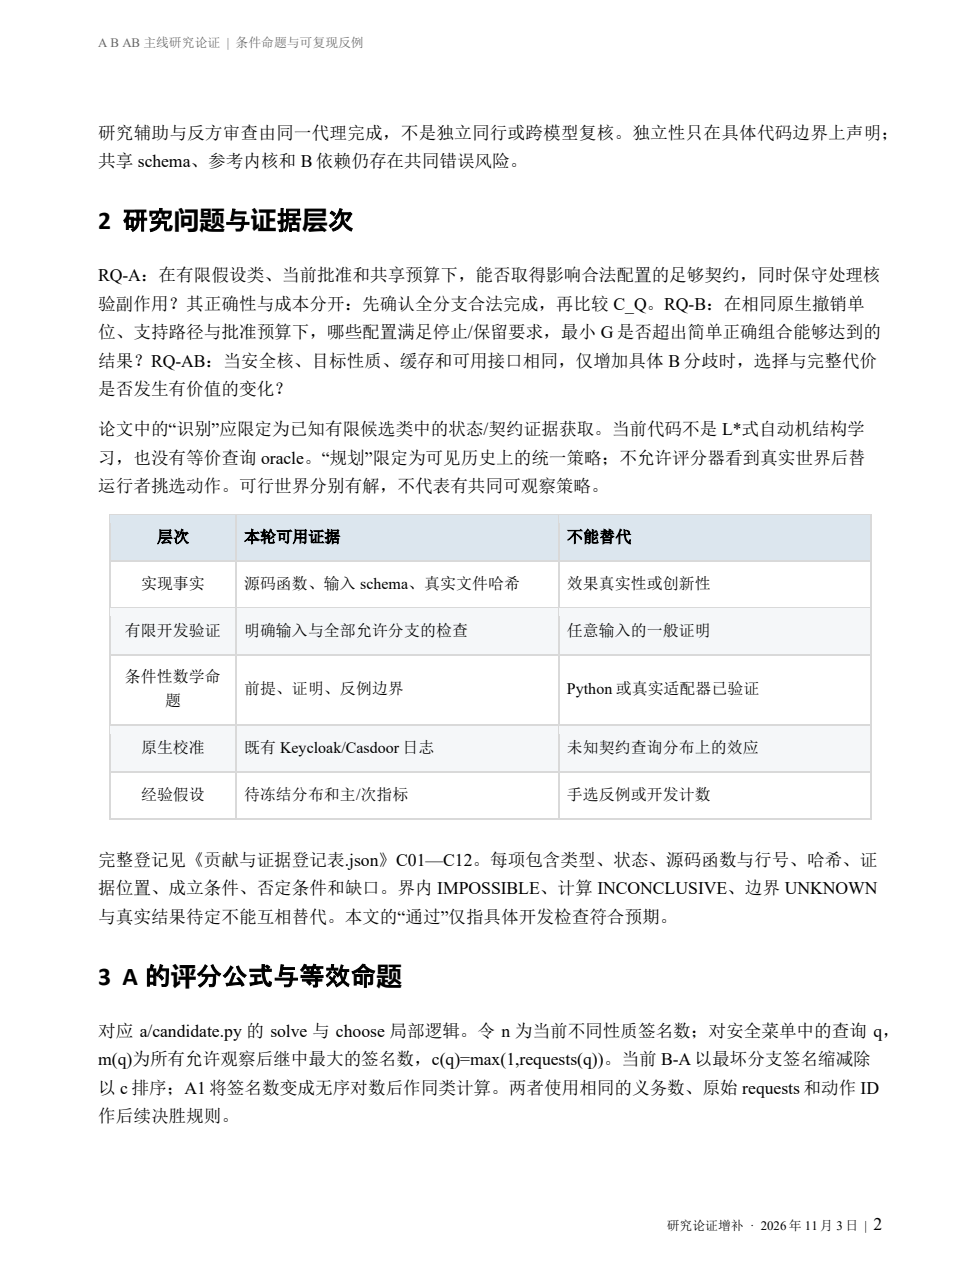 A B AB 主线研究论证 | 条件命题与可复现反例
研究辅助与反方审查由同一代理完成，不是独立同行或跨模型复核。独立性只在具体代码边界上声明；
共享 schema、参考内核和 B 依赖仍存在共同错误风险。
2 研究问题与证据层次
RQ-A：在有限假设类、当前批准和共享预算下，能否取得影响合法配置的足够契约，同时保守处理核
验副作用？其正确性与成本分开：先确认全分支合法完成，再比较 C_Q。RQ-B：在相同原生撤销单
位、支持路径与批准预算下，哪些配置满足停止/保留要求，最小 G 是否超出简单正确组合能够达到的
结果？RQ-AB：当安全核、目标性质、缓存和可用接口相同，仅增加具体 B 分歧时，选择与完整代价
是否发生有价值的变化？
论文中的“识别”应限定为已知有限候选类中的状态/契约证据获取。当前代码不是 L*式自动机结构学
习，也没有等价查询 oracle。“规划”限定为可见历史上的统一策略；不允许评分器看到真实世界后替
运行者挑选动作。可行世界分别有解，不代表有共同可观察策略。
层次 本轮可用证据 不能替代
实现事实 源码函数、输入 schema、真实文件哈希 效果真实性或创新性
有限开发验证 明确输入与全部允许分支的检查 任意输入的一般证明
条件性数学命
题 前提、证明、反例边界 Python 或真实适配器已验证
原生校准 既有 Keycloak/Casdoor 日志 未知契约查询分布上的效应
经验假设 待冻结分布和主/次指标 手选反例或开发计数
完整登记见《贡献与证据登记表.json》C01—C12。每项包含类型、状态、源码函数与行号、哈希、证
据位置、成立条件、否定条件和缺口。界内 IMPOSSIBLE、计算 INCONCLUSIVE、边界 UNKNOWN
与真实结果待定不能互相替代。本文的“通过”仅指具体开发检查符合预期。
3 A 的评分公式与等效命题
对应 a/candidate.py 的 solve 与 choose 局部逻辑。令 n 为当前不同性质签名数；对安全菜单中的查询 q，
m(q)为所有允许观察后继中最大的签名数，c(q)=max(1,requests(q))。当前 B-A 以最坏分支签名缩减除
以 c 排序；A1 将签名数变成无序对数后作同类计算。两者使用相同的义务数、原始 requests 和动作 ID
作后续决胜规则。
研究论证增补 · 2026 年 11 月 3 日 | 2